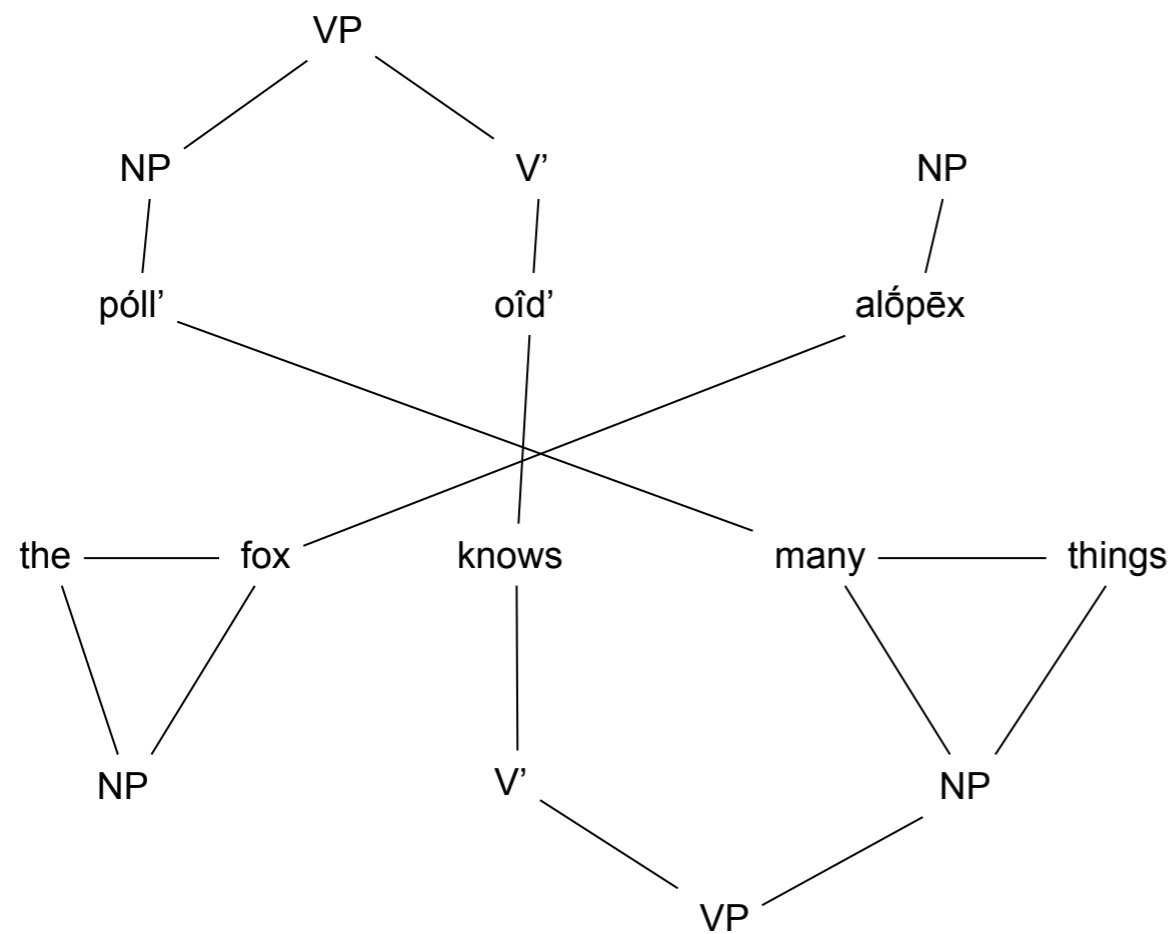 VP
NP V’ NP
póll’ oîd’ alṓpēx
the fox knows many things
NP V’ NP
VP